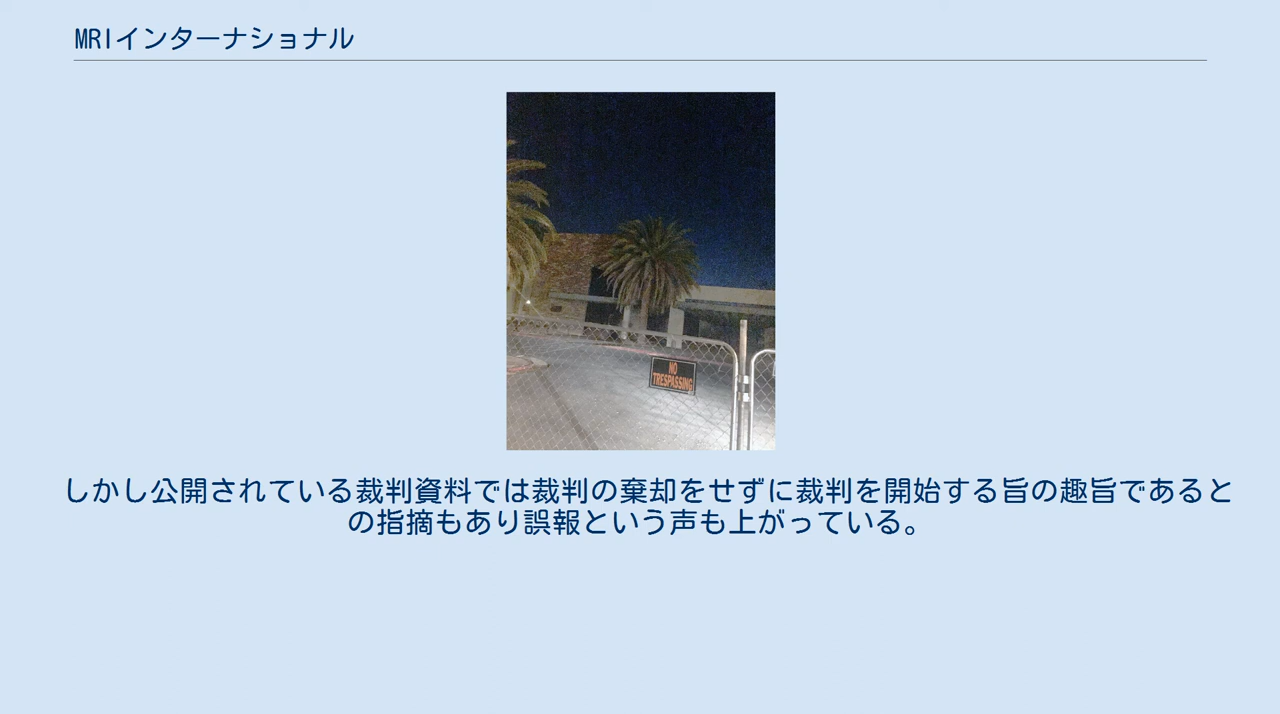 MRIインターナショナル
NO
TRESPASSING
しかし公開されている裁判資料では裁判の棄却をせずに裁判を開始する旨の趣旨であると
の指摘もあり誤報という声も上がっている。